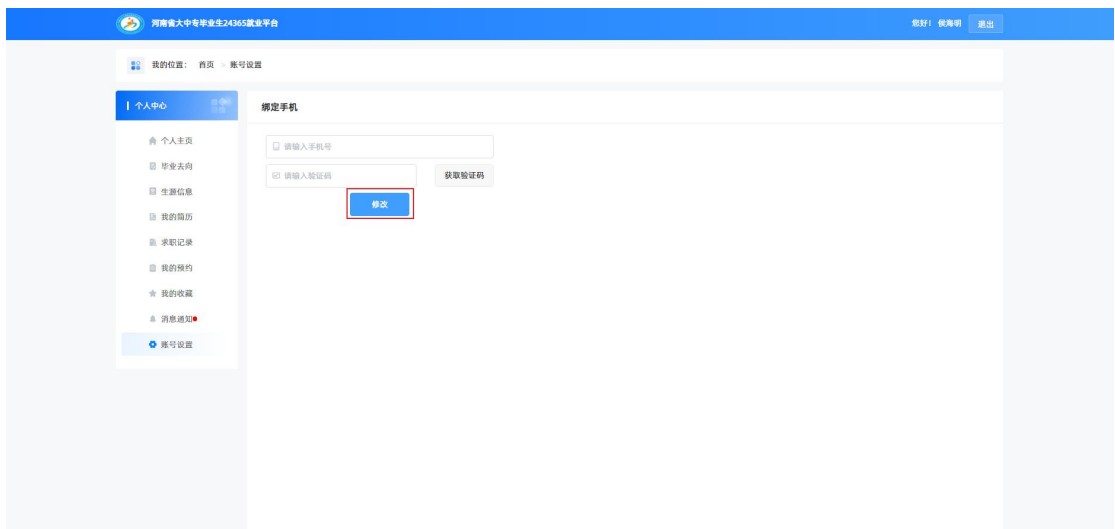 河南省大中专毕业生24365就业平台
您好！ 侯海明 退出
我的位置： 首页 > 账号设置
个人中心
个人主页
毕业去向
生源信息
我的简历
求职记录
我的预约
我的收藏
消息通知
账号设置
绑定手机
请输入手机号
请输入验证码 获取验证码
修改